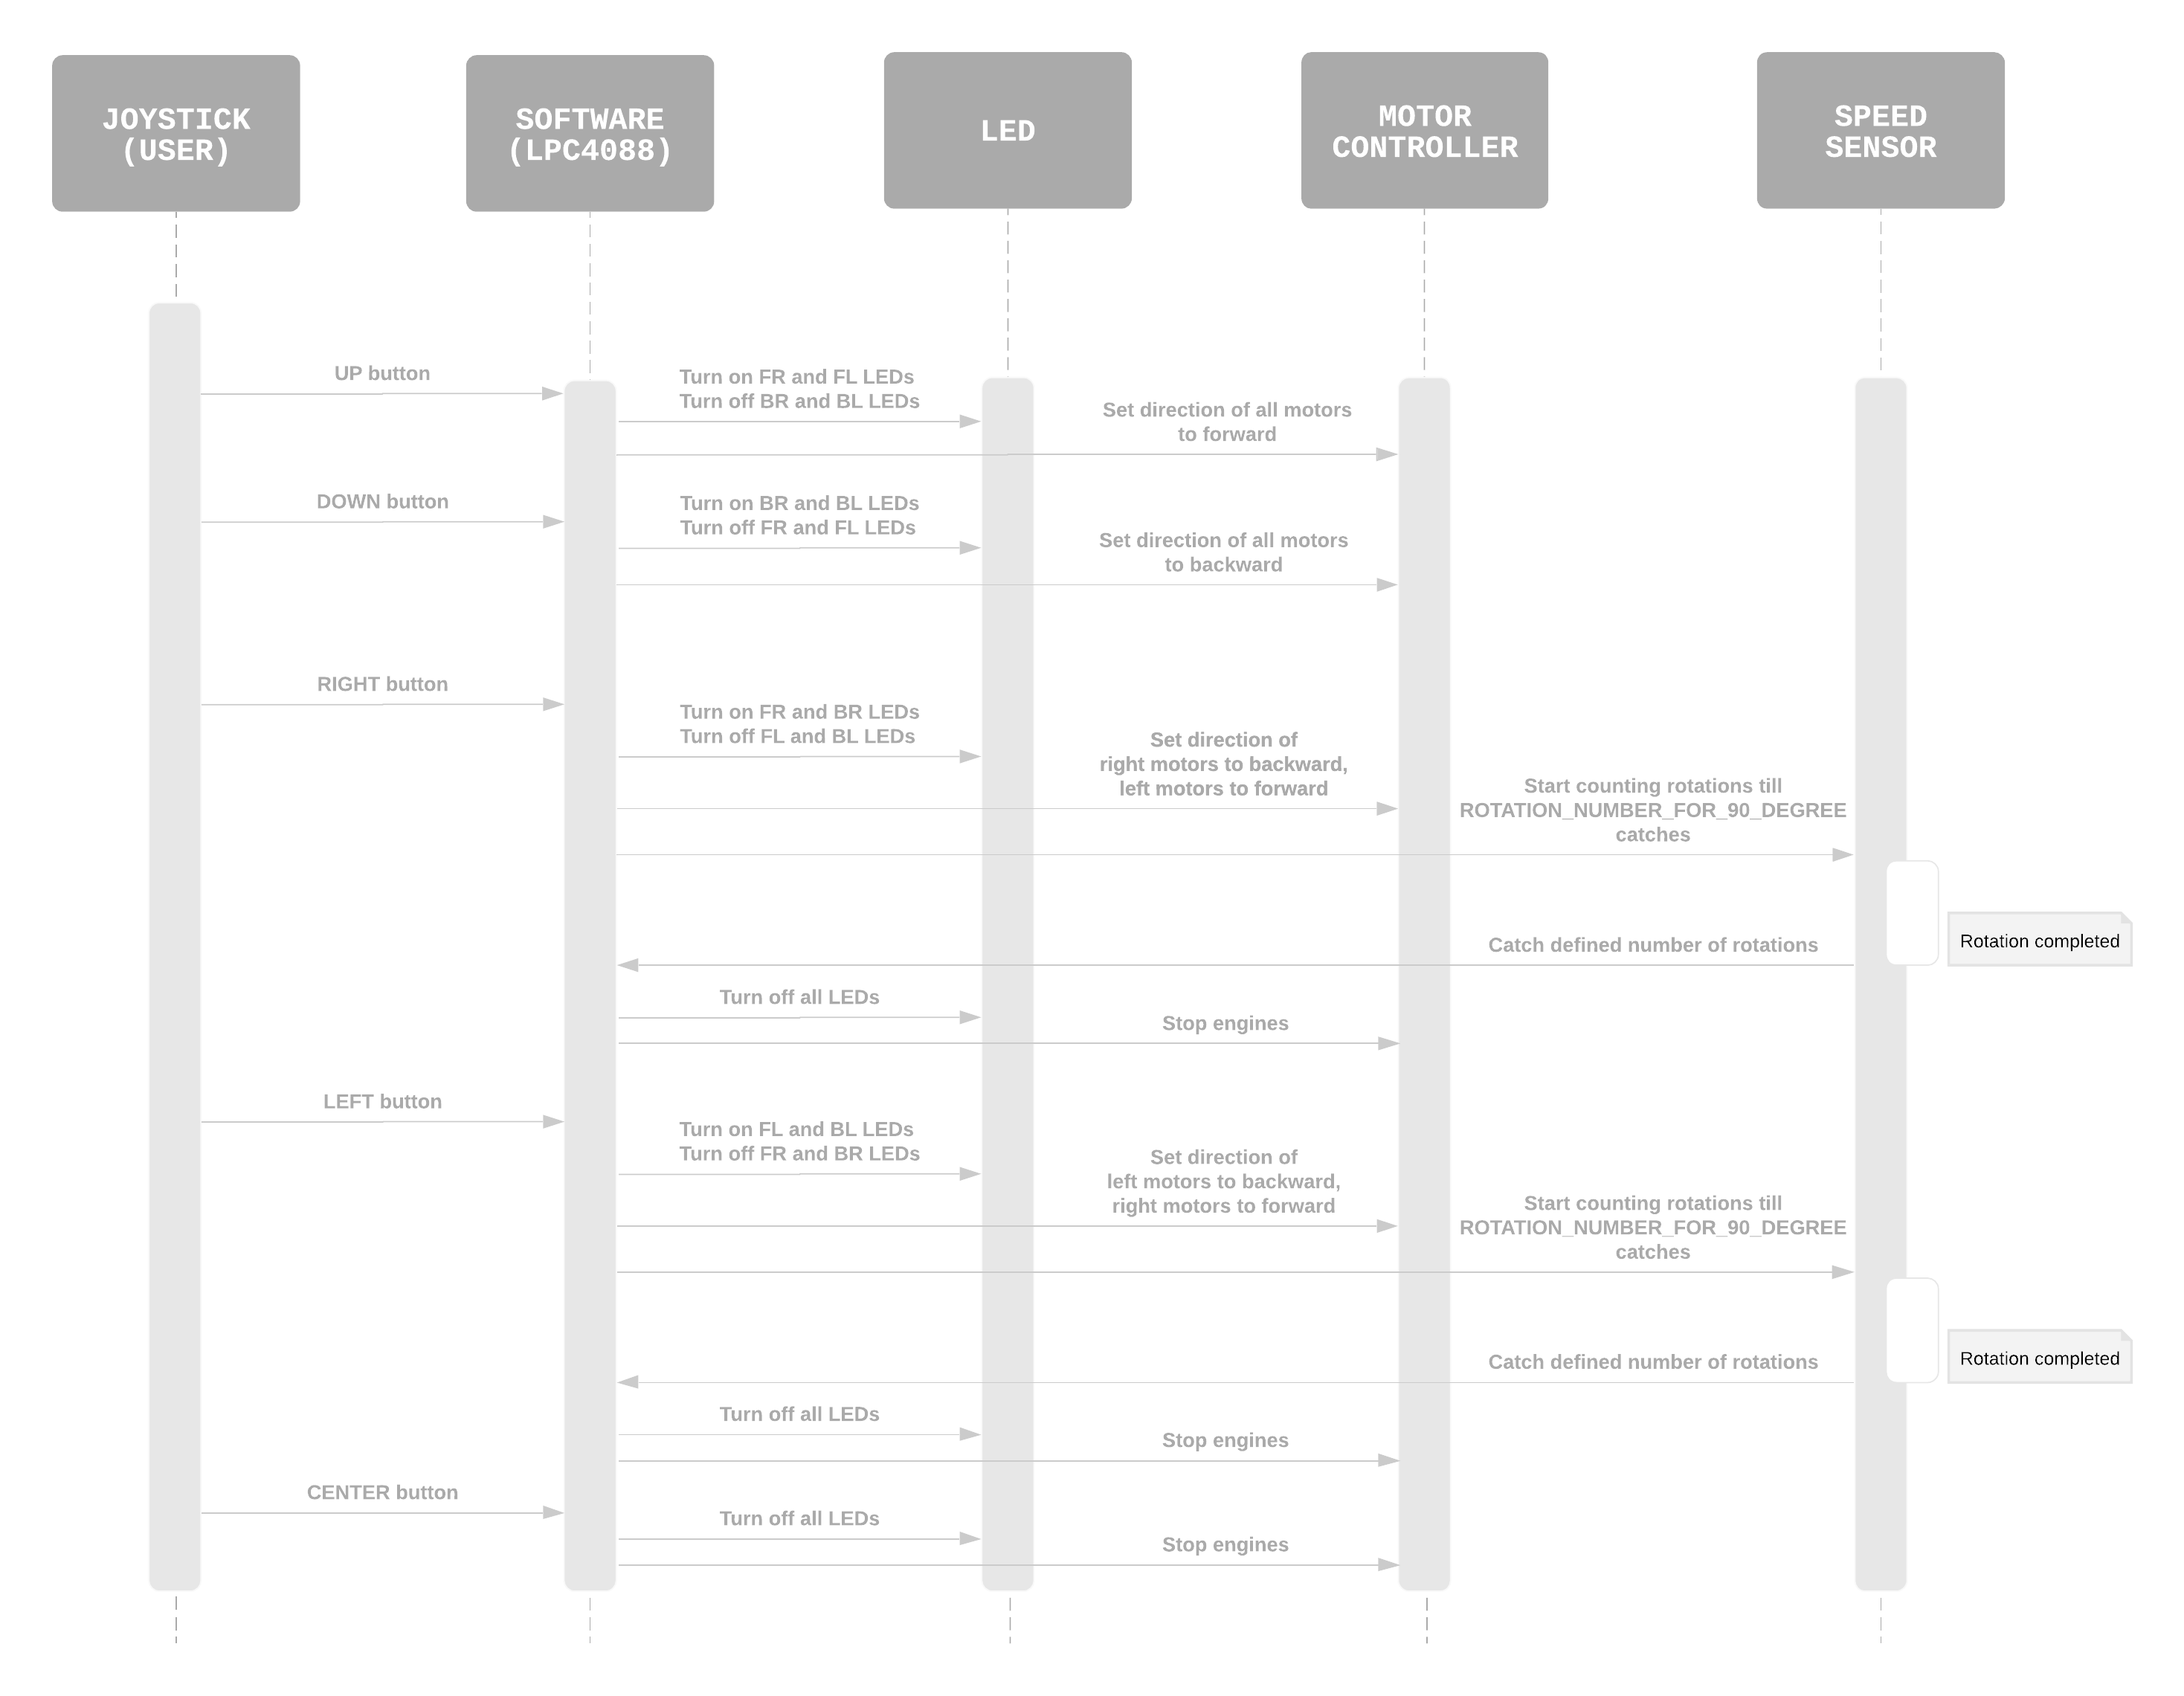 JOYSTICK
(USER)
SOFTWARE
(LPC4088)
LED
MOTOR
CONTROLLER
SPEED
SENSOR
UP button
Turn on FR and FL LEDs
Turn off BR and BL LEDs
Set direction of all motors
to forward
DOWN button
Turn on BR and BL LEDs
Turn off FR and FL LEDs
Set direction of all motors
to backward
RIGHT button
Turn on FR and BR LEDs
Turn off FL and BL LEDs
Set direction of
right motors to backward,
left motors to forward
Start counting rotations till
ROTATION_NUMBER_FOR_90_DEGREE
catches
Catch defined number of rotations
Rotation completed
Turn off all LEDs
Stop engines
LEFT button
Turn on FL and BL LEDs
Turn off FR and BR LEDs
Set direction of
left motors to backward,
right motors to forward
Start counting rotations till
ROTATION_NUMBER_FOR_90_DEGREE
catches
Catch defined number of rotations
Rotation completed
Turn off all LEDs
Stop engines
CENTER button
Turn off all LEDs
Stop engines